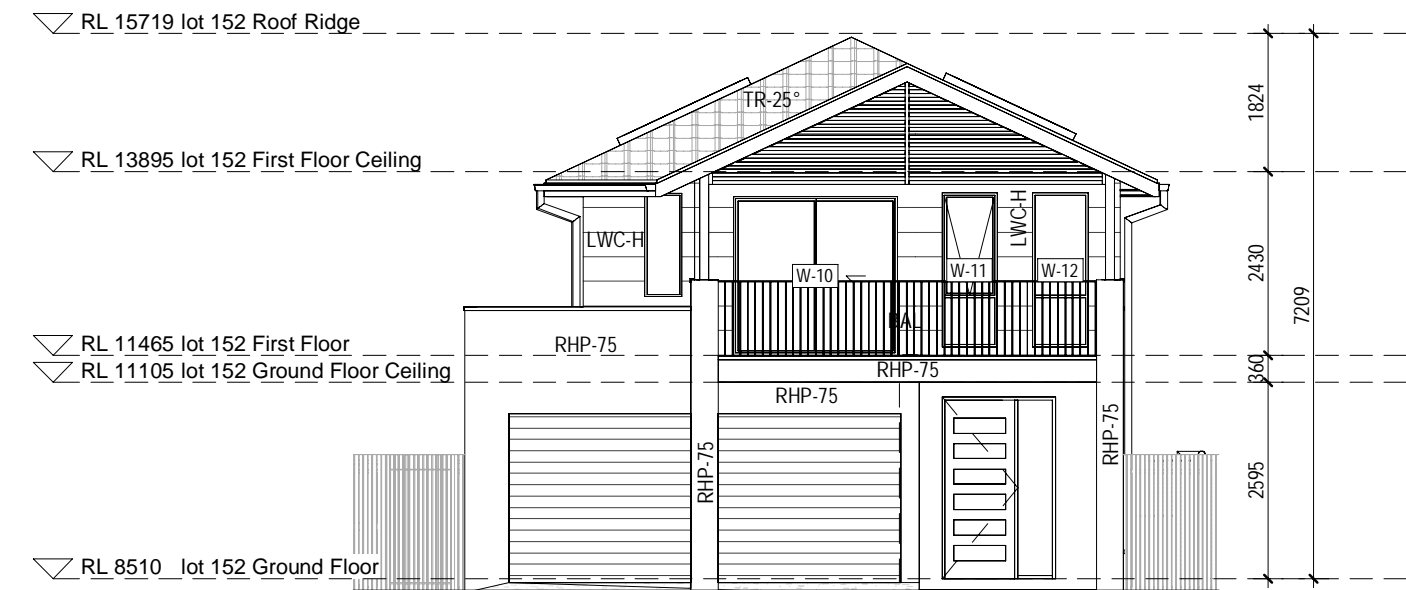 RL 15719 lot 152 Roof Ridge
1824
TR-25°
RL 13895 lot 152 First Floor Ceiling
LWC-H
LWC-H
W-10
W-11
W-12
2430
7209
BAL
RL 11465 lot 152 First Floor
RHP-75
RL 11105 lot 152 Ground Floor Ceiling
RHP-75
360
RHP-75
RHP-75
RHP-75
2595
RL 8510 lot 152 Ground Floor